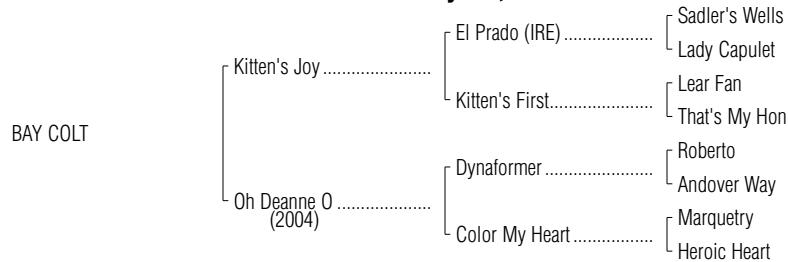 Sadler's Wells
El Prado (IRE) ...................
Lady Capulet
Kitten's Joy .......................
Lear Fan
Kitten's First......................
That's My Hon
BAY COLT
Roberto
Dynaformer .......................
Andover Way
Oh Deanne O ....................
(2004)
Marquetry
Color My Heart .................
Heroic Heart